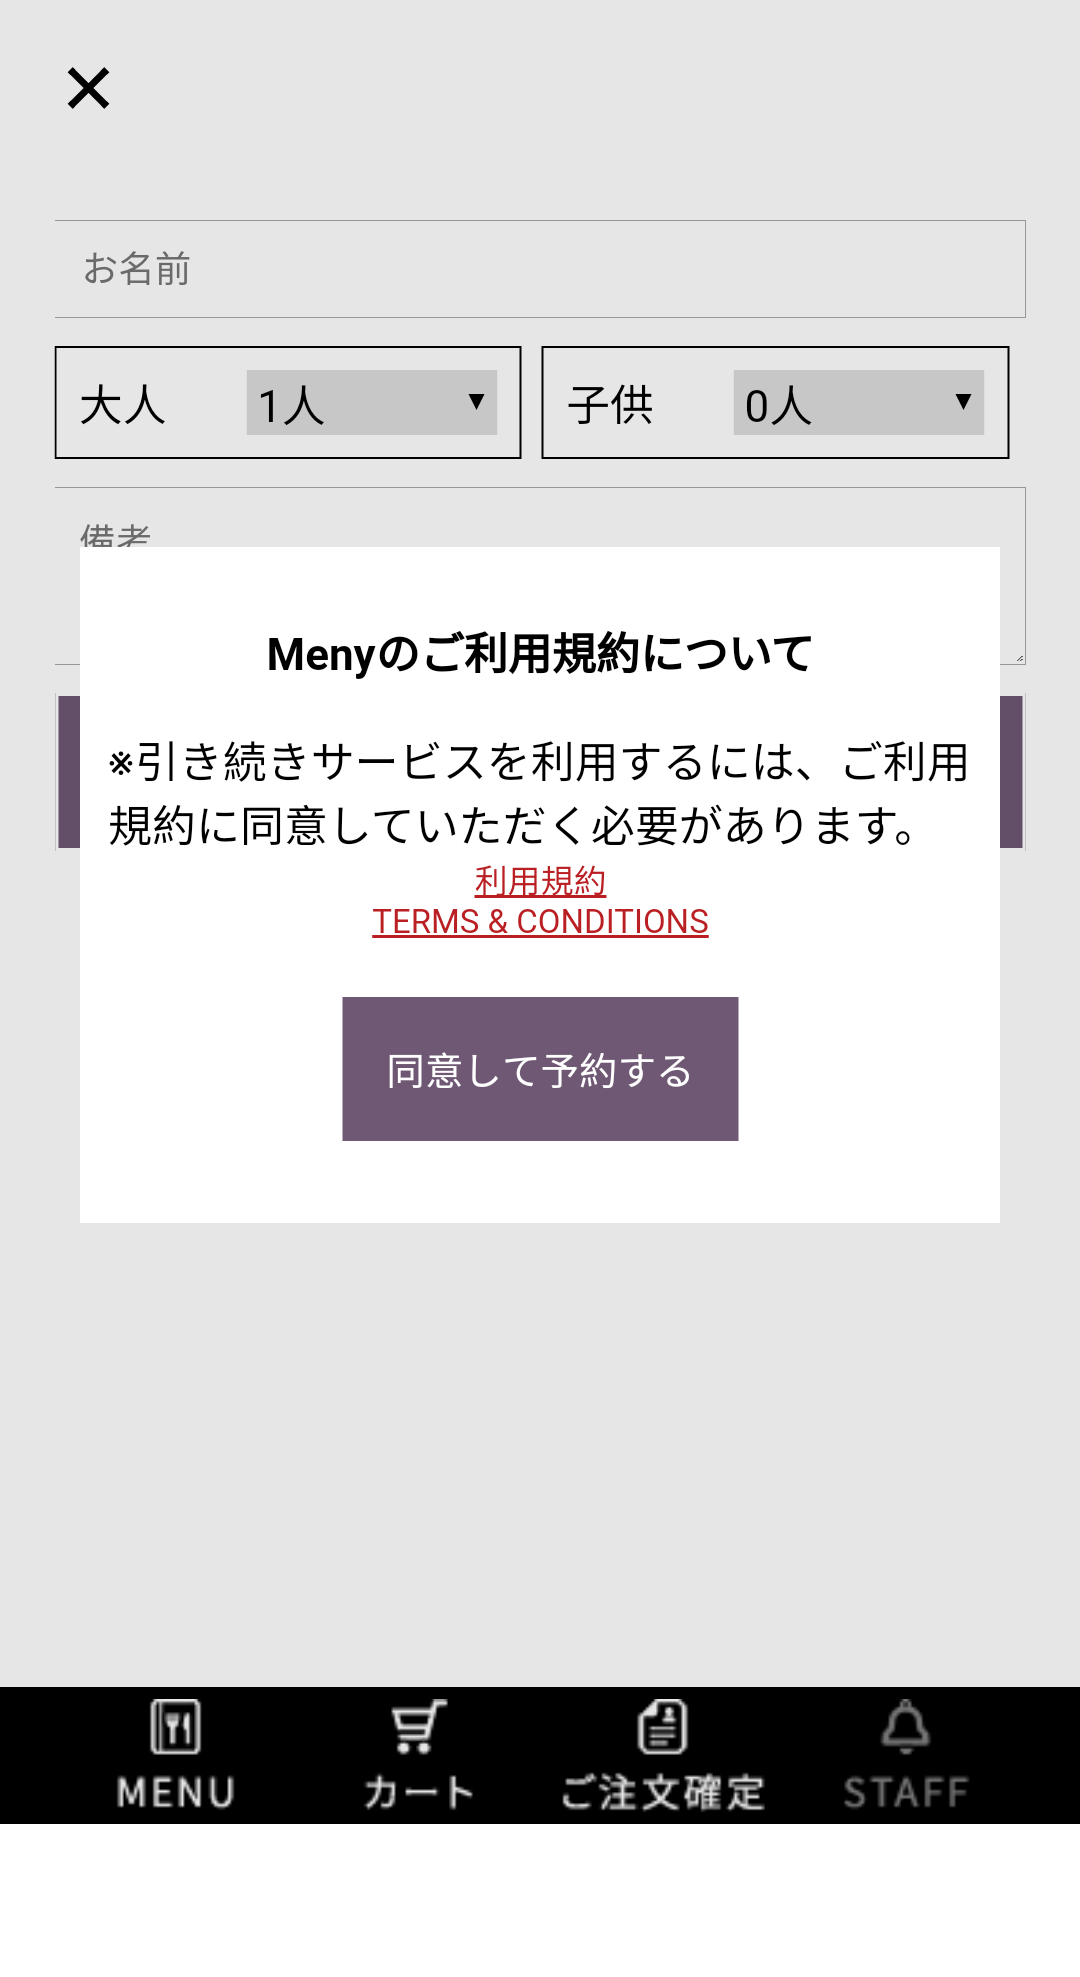 お名前
大人 1人 子供 0人
備考
Menyのご利用規約について
※引き続きサービスを利用するには、ご利用
規約に同意していただく必要があります。
利用規約
TERMS & CONDITIONS
同意して予約する
MENU カート ご注文確定 STAFF